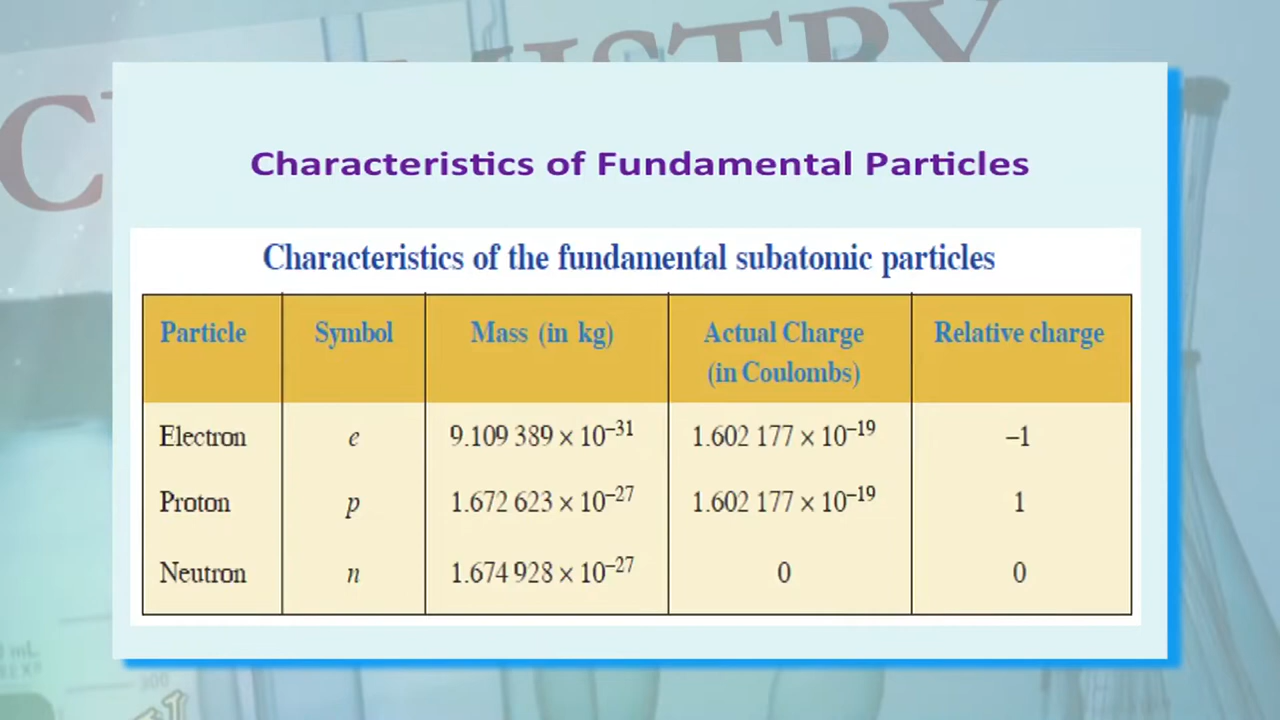 Characteristics of Fundamental Particles
Characteristics of the fundamental subatomic particles
Particle Symbol Mass (in kg) Actual Charge (in Coulombs) Relative charge
Electron e 9.109 389 × 10⁻³¹ 1.602 177 × 10⁻¹⁹ –1
Proton p 1.672 623 × 10⁻²⁷ 1.602 177 × 10⁻¹⁹ 1
Neutron n 1.674 928 × 10⁻²⁷ 0 0